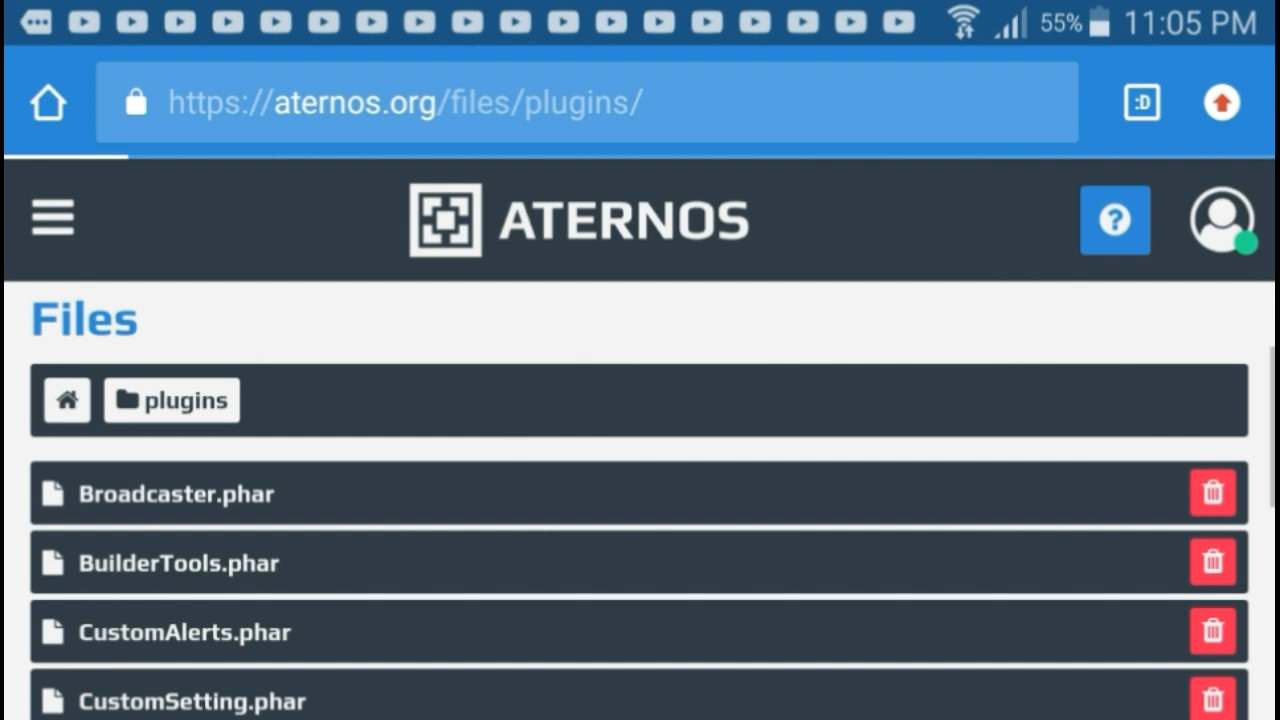 55% 11:05 PM
https://aternos.org/files/plugins/
:D
ATERNOS
?
Files
plugins
Broadcaster.phar
BuilderTools.phar
CustomAlerts.phar
CustomSetting.phar